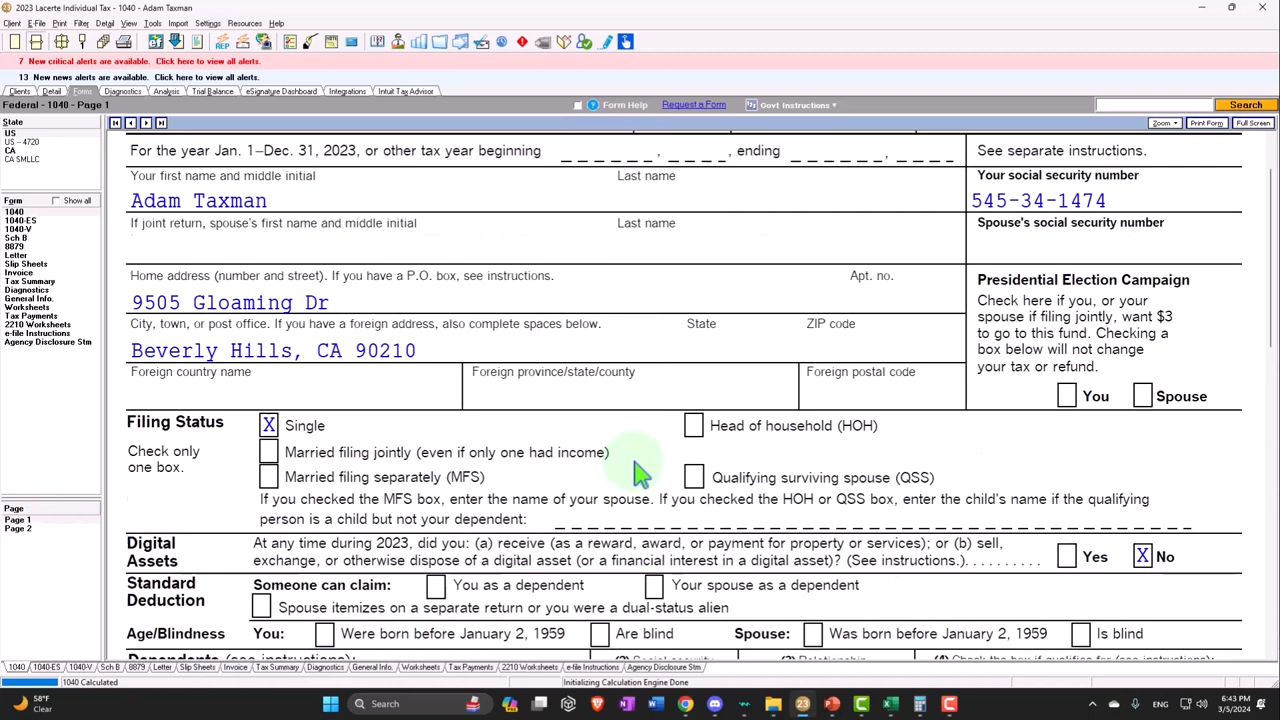 2023 Lacerte Individual Tax - 1040 - Adam Taxman
Client E-File Print Filter Detail View Tools Import Settings Resources Help
7 New critical alerts are available. Click here to view all alerts.
13 New news alerts are available. Click here to view all alerts.
Clients Detail Forms Diagnostics Analysis Trial Balance eSignature Dashboard Integrations Intuit Tax Advisor
Federal - 1040 - Page 1 Form Help Request a Form Govt Instructions Search
State
Zoom Print Form Full Screen
US
US - 4720
CA
CA SMLLC
Form Show all
1040
1040-ES
1040-V
Sch B
8879
Letter
Slip Sheets
Invoice
Tax Summary
Diagnostics
General Info.
Worksheets
Tax Payments
2210 Worksheets
e-file Instructions
Agency Disclosure Stm
Page
Page 1
Page 2
For the year Jan. 1–Dec. 31, 2023, or other tax year beginning _ _ _ _ _ _ , _ _ _ _ , ending _ _ _ _ _ _ , _ _ _ _ See separate instructions.
Your first name and middle initial Last name Your social security number
Adam Taxman 545-34-1474
If joint return, spouse's first name and middle initial Last name Spouse's social security number
Home address (number and street). If you have a P.O. box, see instructions. Apt. no.
9505 Gloaming Dr
City, town, or post office. If you have a foreign address, also complete spaces below. State ZIP code
Beverly Hills, CA 90210
Foreign country name Foreign province/state/county Foreign postal code
Presidential Election Campaign
Check here if you, or your
spouse if filing jointly, want $3
to go to this fund. Checking a
box below will not change
your tax or refund.
You Spouse
Filing Status X Single Head of household (HOH)
Check only
one box.
Married filing jointly (even if only one had income)
Married filing separately (MFS) Qualifying surviving spouse (QSS)
If you checked the MFS box, enter the name of your spouse. If you checked the HOH or QSS box, enter the child's name if the qualifying
person is a child but not your dependent:
Digital
Assets
At any time during 2023, did you: (a) receive (as a reward, award, or payment for property or services); or (b) sell,
exchange, or otherwise dispose of a digital asset (or a financial interest in a digital asset)? (See instructions.) . . . . . . . . . . Yes X No
Standard
Deduction
Someone can claim: You as a dependent Your spouse as a dependent
Spouse itemizes on a separate return or you were a dual-status alien
Age/Blindness You: Were born before January 2, 1959 Are blind Spouse: Was born before January 2, 1959 Is blind
1040 1040-ES 1040-V Sch B 8879 Letter Slip Sheets Invoice Tax Summary Diagnostics General Info. Worksheets Tax Payments 2210 Worksheets e-file Instructions Agency Disclosure Stm
1040 Calculated Initializing Calculation Engine Done
58°F
Clear
Search
ENG
6:43 PM
3/5/2024